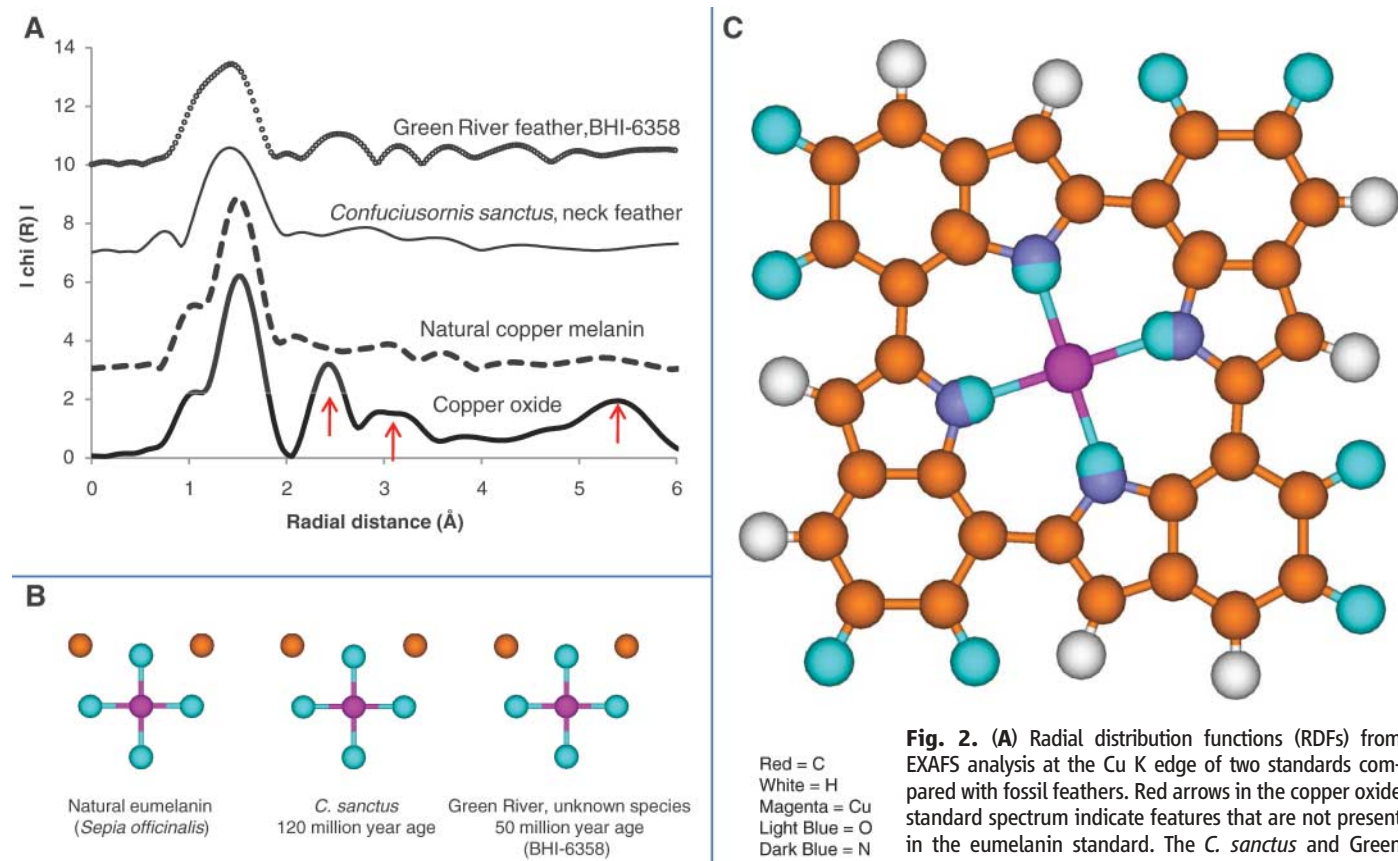 A
14
12
10
8
6
4
2
0
I chi (R) I
Green River feather,BHI-6358
Confuciusornis sanctus, neck feather
Natural copper melanin
Copper oxide
0 1 2 3 4 5 6
Radial distance (Å)
B
Natural eumelanin
(Sepia officinalis)
C. sanctus
120 million year age
Green River, unknown species
50 million year age
(BHI-6358)
C
Red = C
White = H
Magenta = Cu
Light Blue = O
Dark Blue = N
Fig. 2. (A) Radial distribution functions (RDFs) from
EXAFS analysis at the Cu K edge of two standards com-
pared with fossil feathers. Red arrows in the copper oxide
standard spectrum indicate features that are not present
in the eumelanin standard. The C. sanctus and Green